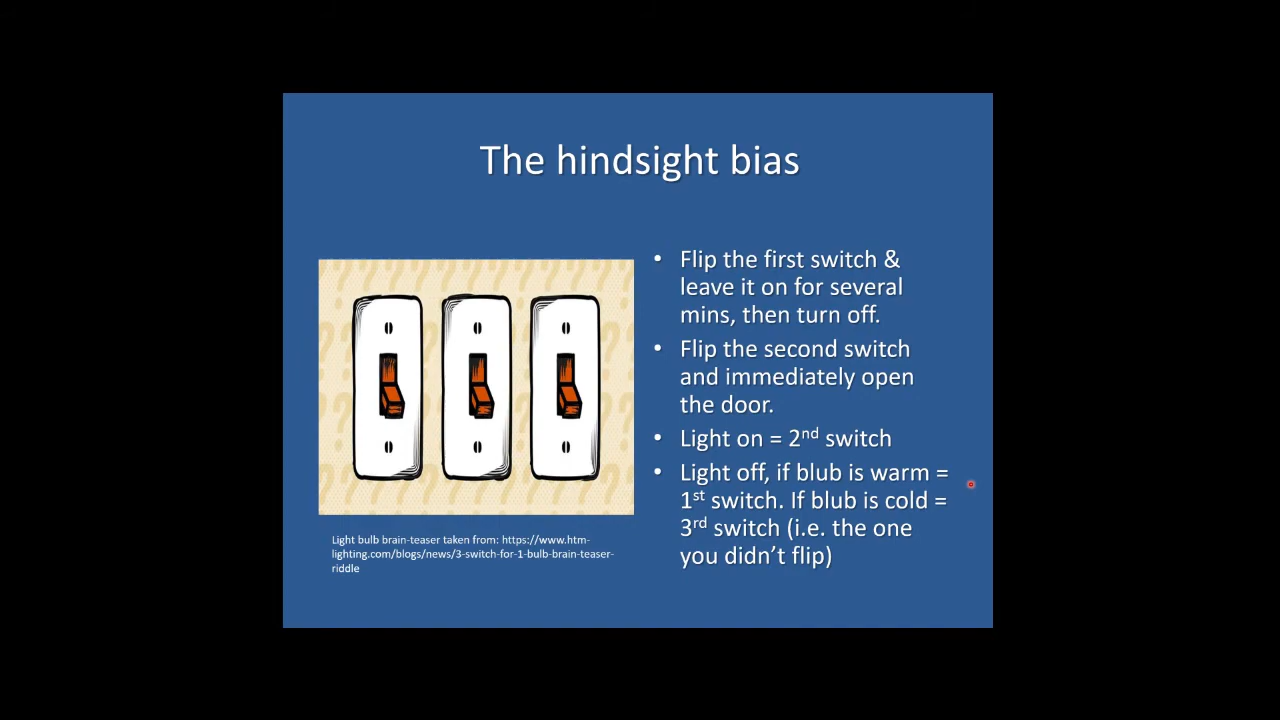 The hindsight bias
• Flip the first switch &
leave it on for several
mins, then turn off.
• Flip the second switch
and immediately open
the door.
• Light on = 2nd switch
• Light off, if blub is warm =
1st switch. If blub is cold =
3rd switch (i.e. the one
you didn’t flip)
Light bulb brain-teaser taken from: https://www.htm-
lighting.com/blogs/news/3-switch-for-1-bulb-brain-teaser-
riddle